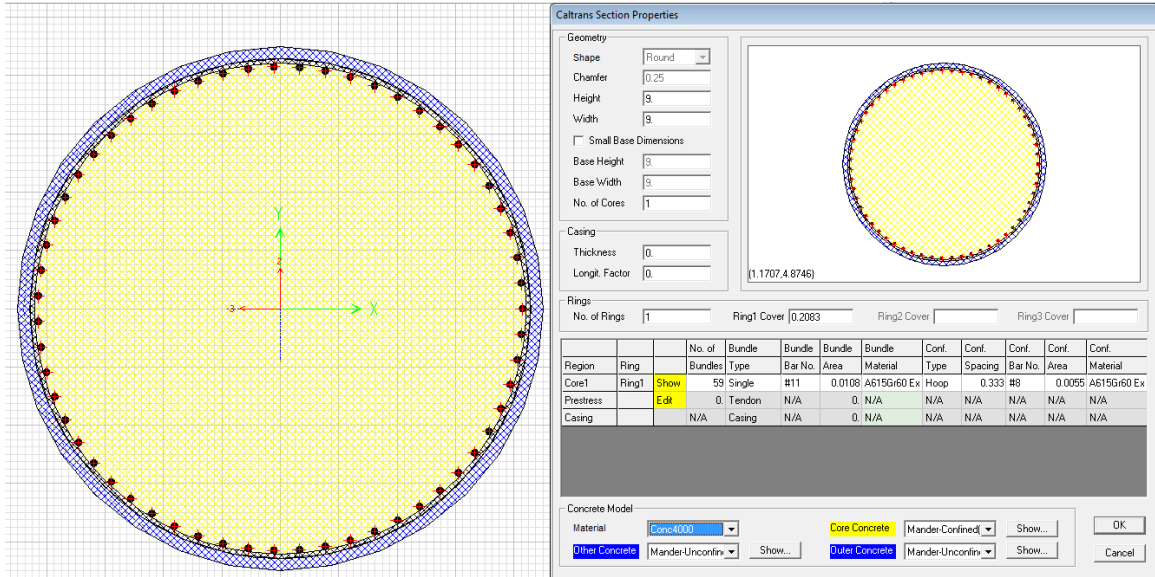 Y
2
3
X
Caltrans Section Properties
Geometry
Shape Round
Chamfer 0.25
Height 9.
Width 9.
Small Base Dimensions
Base Height 9.
Base Width 9.
No. of Cores 1
Casing
Thickness 0.
Longit. Factor 0.
(1.1707,4.8746)
Rings
No. of Rings 1 Ring1 Cover 0.2083 Ring2 Cover Ring3 Cover
No. of Bundle Bundle Bundle Bundle Conf. Conf. Conf. Conf. Conf.
Region Ring Bundles Type Bar No. Area Material Type Spacing Bar No. Area Material
Core1 Ring1 Show 59 Single #11 0.0108 A615Gr60 Ex Hoop 0.333 #8 0.0055 A615Gr60 Ex
Prestress Edit 0. Tendon N/A 0. N/A N/A N/A N/A N/A N/A
Casing N/A Casing N/A 0. N/A N/A N/A N/A N/A N/A
Concrete Model
Material Conc4000 Core Concrete Mander-Confined( Show... OK
Other Concrete Mander-Unconfin Show... Outer Concrete Mander-Unconfin Show... Cancel